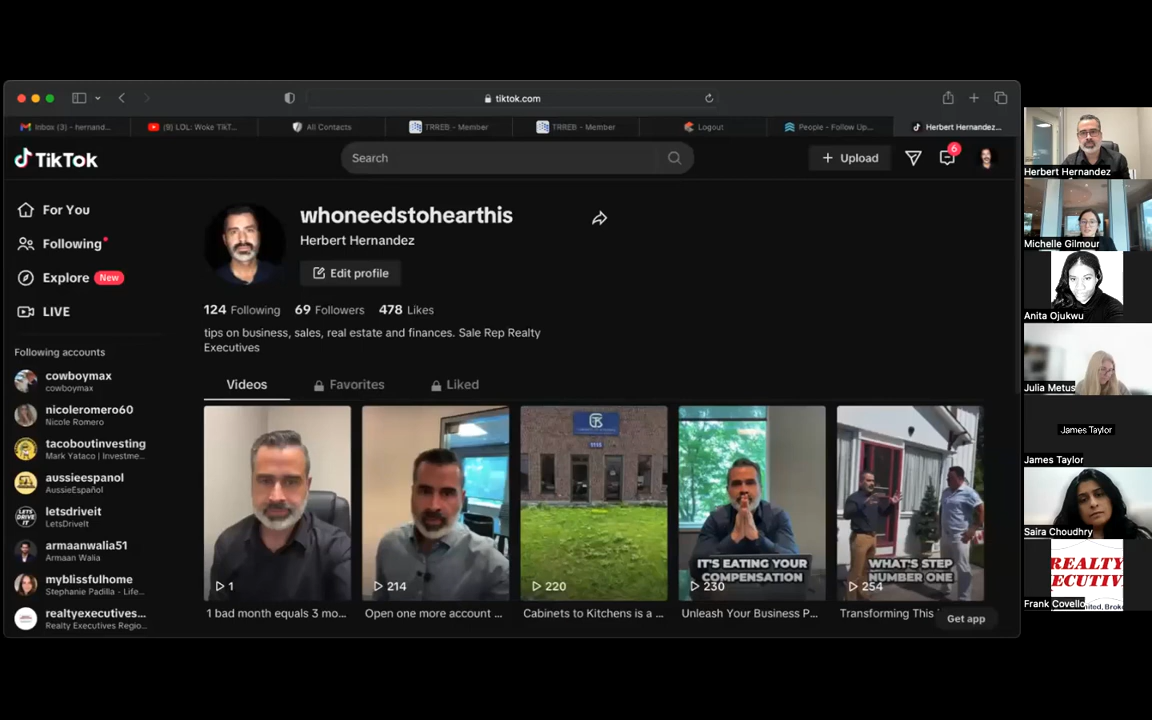 tiktok.com
Inbox (3) - hernand...
(9) LOL: Woke TIKT...
All Contacts
TRREB - Member
TRREB - Member
Logout
People - Follow Up...
Herbert Hernandez...
TikTok
Search
Upload
6
For You
Following
Explore New
LIVE
Following accounts
cowboymax
cowboymax
nicoleromero60
Nicole Romero
tacoboutinvesting
Mark Yataco | Investme...
aussieespanol
AussieEspañol
LETS
DRIVE
IT
letsdriveit
LetsDriveIt
armaanwalia51
Armaan Walia
myblissfulhome
Stephanie Padilla - Life...
realtyexecutives...
Realty Executives Regio...
whoneedstohearthis
Herbert Hernandez
Edit profile
124 Following 69 Followers 478 Likes
tips on business, sales, real estate and finances. Sale Rep Realty
Executives
Videos
Favorites
Liked
1
1 bad month equals 3 mo...
214
Open one more account ...
1115
220
Cabinets to Kitchens is a ...
IT'S EATING YOUR
COMPENSATION
230
Unleash Your Business P...
WHAT'S STEP
NUMBER ONE
254
Transforming This
Get app
Herbert Hernandez
Michelle Gilmour
Anita Ojukwu
Julia Metus
James Taylor
James Taylor
Saira Choudhry
REALTY
ECUTIV
Frank Covello